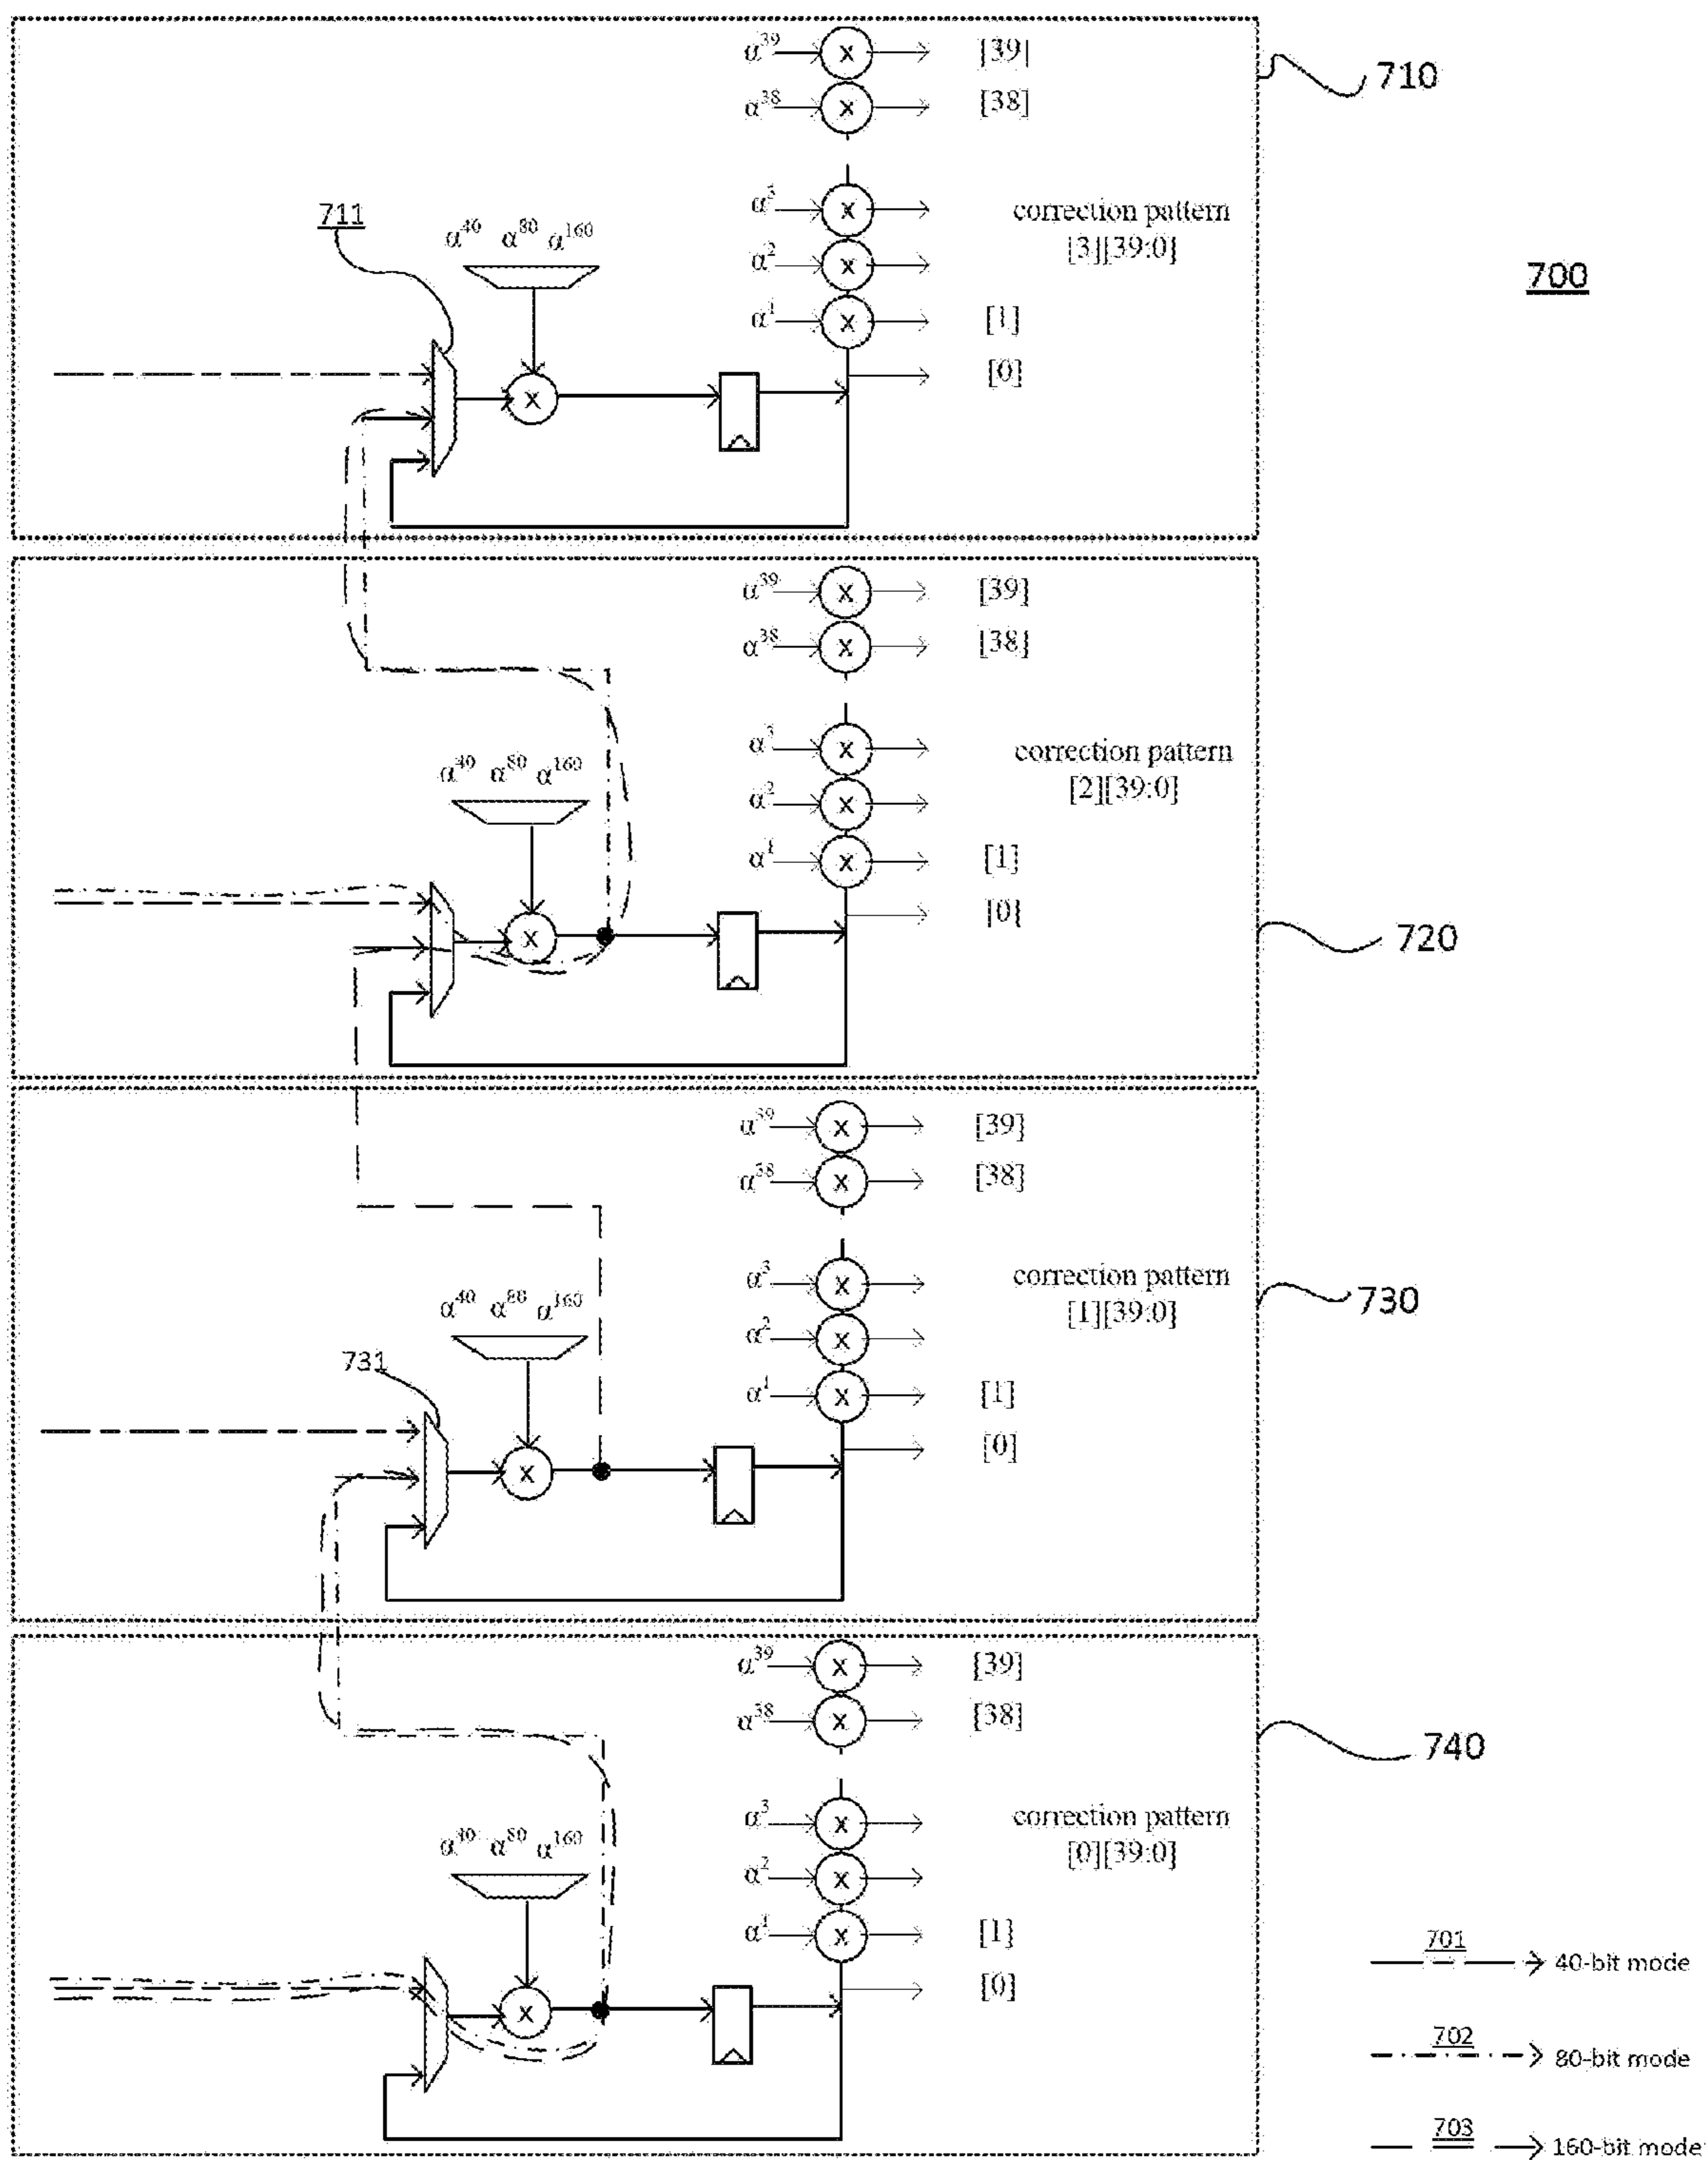 α³⁹ [39]
710
α³⁸ [38]
711
α⁴⁰ α⁸⁰ α¹⁶⁰
α³ correction pattern
α² [3][39:0]
700
α¹ [1]
[0]
X X X X X X
α³⁹ [39]
α³⁸ [38]
α⁴⁰ α⁸⁰ α¹⁶⁰
α³ correction pattern
α² [2][39:0]
α¹ [1]
[0]
720
X X X X X X
α³⁹ [39]
α³⁸ [38]
α⁴⁰ α⁸⁰ α¹⁶⁰
α³ correction pattern
α² [1][39:0]
730
731
α¹ [1]
[0]
X X X X X X
α³⁹ [39]
α³⁸ [38]
740
α⁸⁰ α¹⁶⁰
α³ correction pattern
α² [0][39:0]
α¹ [1]
[0]
X X X X X X
701 40-bit mode
702 80-bit mode
703 160-bit mode